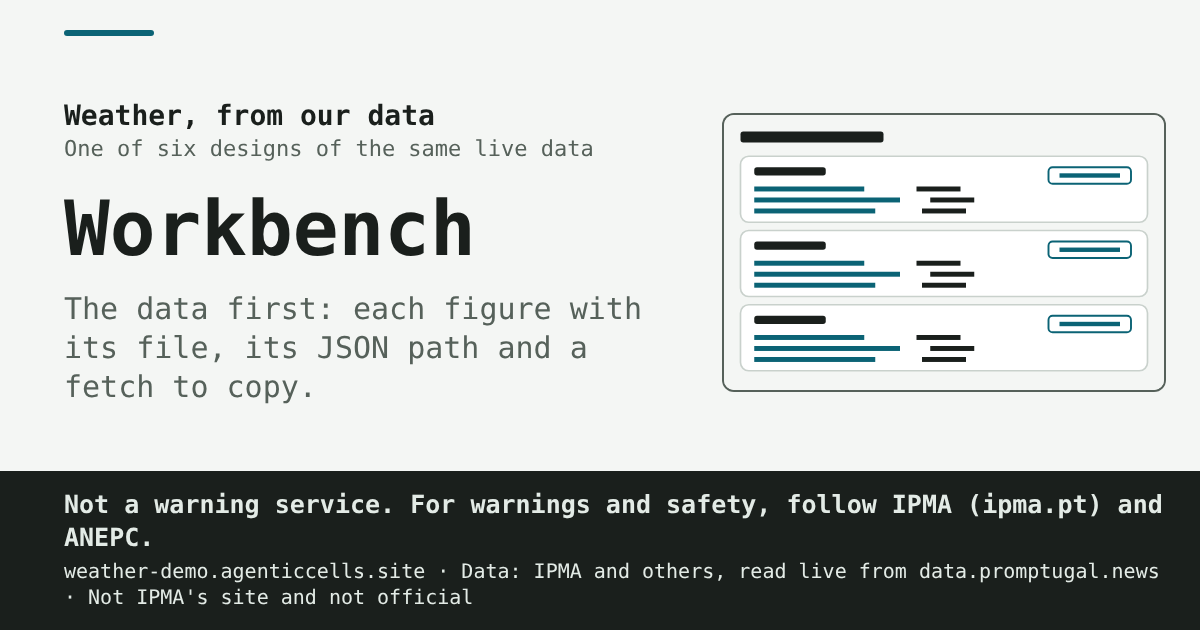 Weather, from our data
One of six designs of the same live data
Workbench
The data first: each figure with
its file, its JSON path and a
fetch to copy.
Not a warning service. For warnings and safety, follow IPMA (ipma.pt) and
ANEPC.
weather-demo.agenticcells.site · Data: IPMA and others, read live from data.promptugal.news
· Not IPMA's site and not official